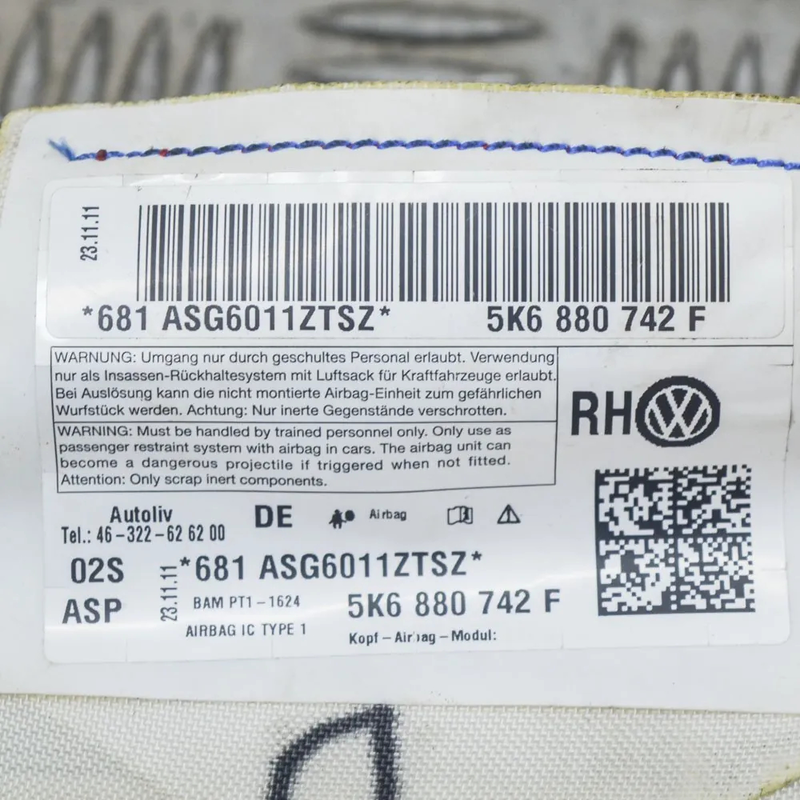 23.11.11
*681 ASG6011ZTSZ* 5K6 880 742 F
WARNUNG: Umgang nur durch geschultes Personal erlaubt. Verwendung
nur als Insassen-Rückhaltesystem mit Luftsack für Kraftfahrzeuge erlaubt.
Bei Auslösung kann die nicht montierte Airbag-Einheit zum gefährlichen
Wurfstück werden. Achtung: Nur inerte Gegenstände verschrotten.
WARNING: Must be handled by trained personnel only. Only use as
passenger restraint system with airbag in cars. The airbag unit can
become a dangerous projectile if triggered when not fitted.
Attention: Only scrap inert components.
RH
Autoliv
Tel.: 46-322-626200
DE
Airbag
02S
ASP
23.11.11
*681 ASG6011ZTSZ*
BAM PT1-1624
5K6 880 742 F
AIRBAG IC TYPE 1
Kopf-Airbag-Modul: